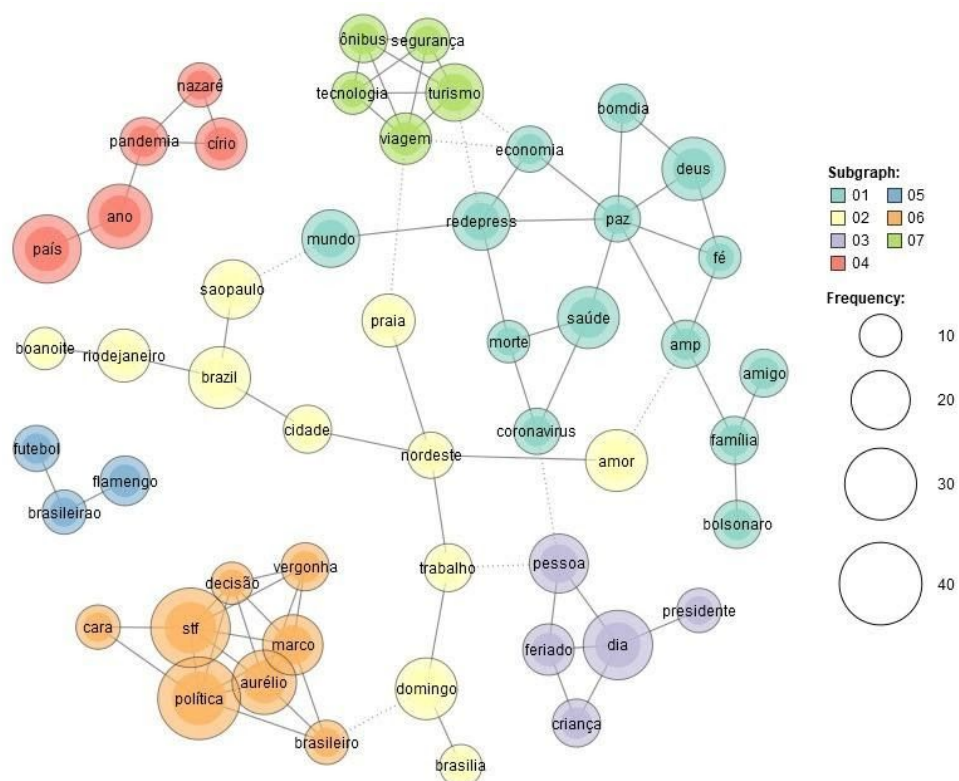 ônibus segurança
tecnologia turismo
viagem
nazaré
pandemia círio
ano
país
bomdia
economia deus
paz
redepress
mundo fé
saopaulo
praia saúde
morte amp
boanoite riodejaneiro brazil amigo
cidade coronavirus família
nordeste amor
bolsonaro
futebol
flamengo
brasileirao
trabalho pessoa
decisão vergonha
cara stf marco
política aurélio
brasileiro
presidente
feriado dia
criança
domingo
brasilia
Subgraph:
01 05
02 06
03 07
04
Frequency:
10
20
30
40